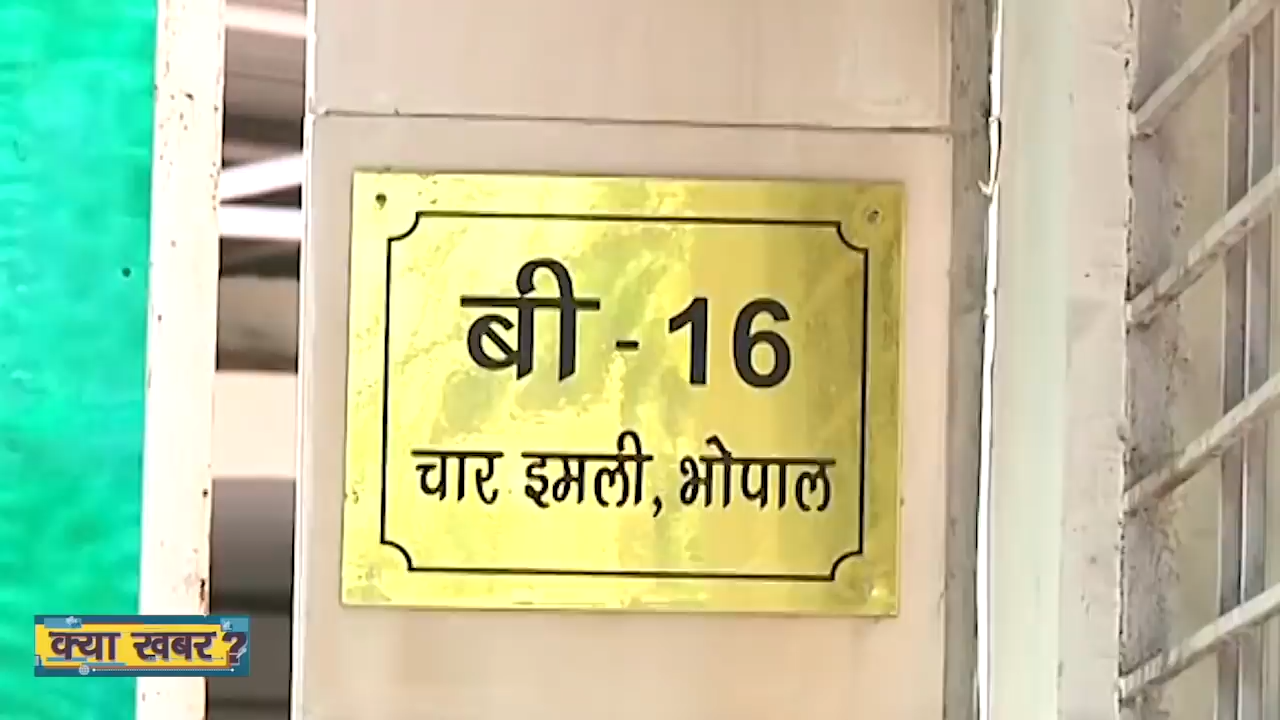 बी - 16
चार इमली, भोपाल
क्या खबर?